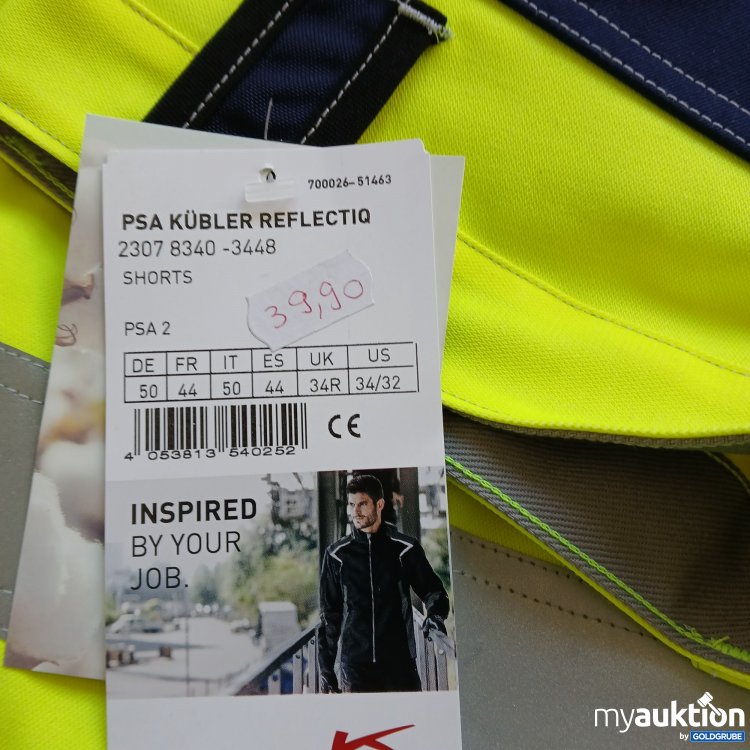 700026-51463
PSA KÜBLER REFLECTIQ
2307 8340 -3448
SHORTS
39,90
PSA 2
DE FR IT ES UK US
50 44 50 44 34R 34/32
4 053813 540252
CE
INSPIRED
BY YOUR
JOB.
K
myauktion
by GOLDGRUBE